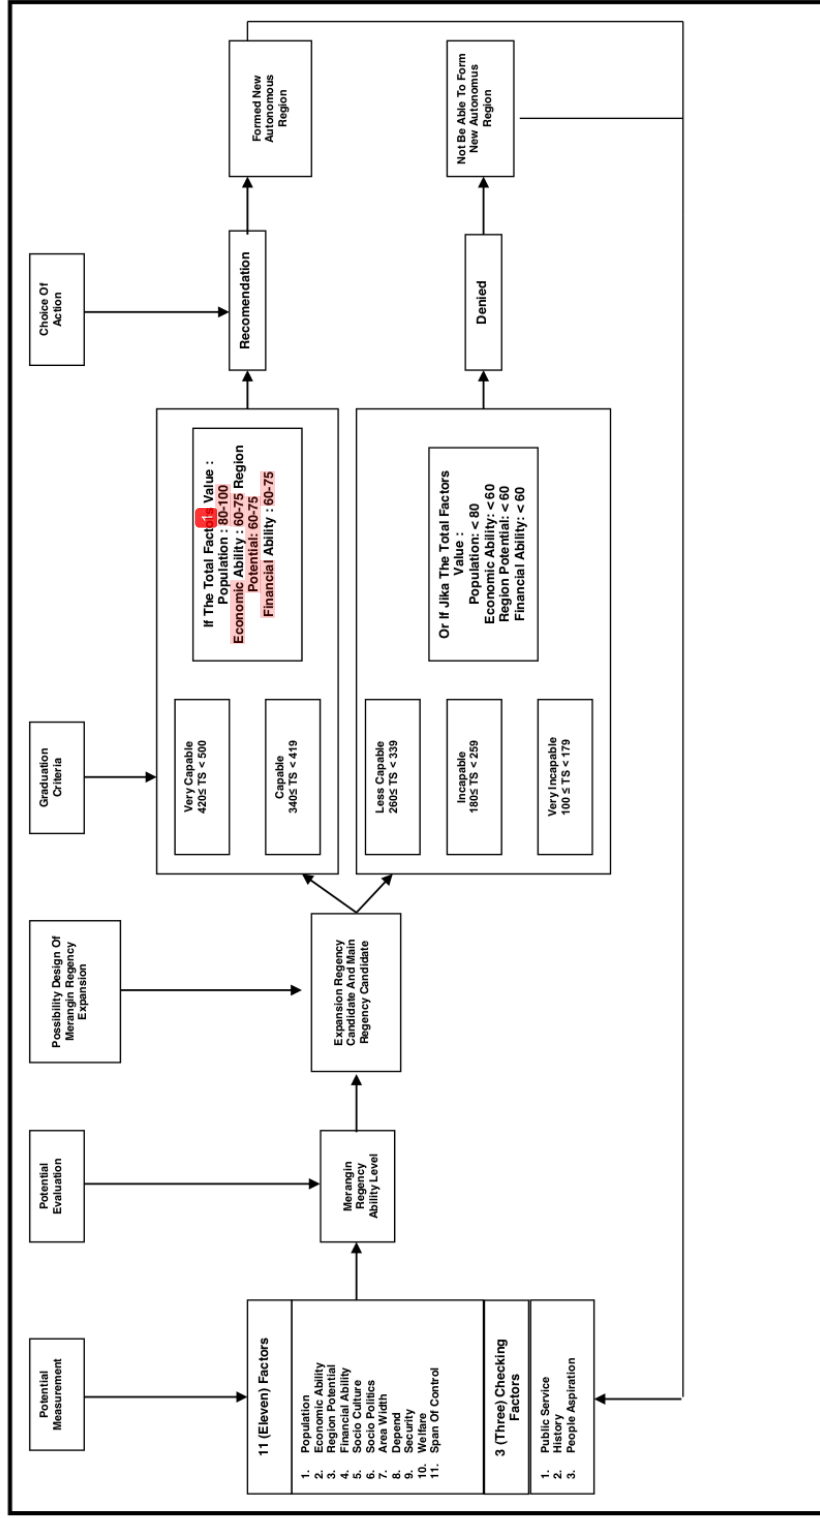 Potential
Measurement
Potential
Evaluation
Possibility Design Of
Merangin Regency
Expansion
Graduation
Criteria
Choice Of
Action
11 (Eleven) Factors
1. Population
2. Economic Ability
3. Region Potential
4. Financial Ability
5. Socio Culture
6. Socio Politics
7. Area Width
8. Depend
9. Security
10. Welfare
11. Span Of Control
3 (Three) Checking
Factors
1. Public Service
2. History
3. People Aspiration
Merangin
Regency
Ability Level
Expansion Regency
Candidate And Main
Regency Candidate
Very Capable
420≤ TS < 500
Capable
340≤ TS < 419
If The Total Factors Value :
Population : 80-100
Economic Ability : 60-75 Region
Potential: 60-75
Financial Ability : 60-75
1
Less Capable
260≤ TS < 339
Incapable
180≤ TS < 259
Very Incapable
100 ≤ TS < 179
Or If Jika The Total Factors
Value :
Population: < 80
Economic Ability: < 60
Region Potential: < 60
Financial Ability: < 60
Recomendation
Denied
Formed New
Autonomous
Region
Not Be Able To Form
New Autonomus
Region